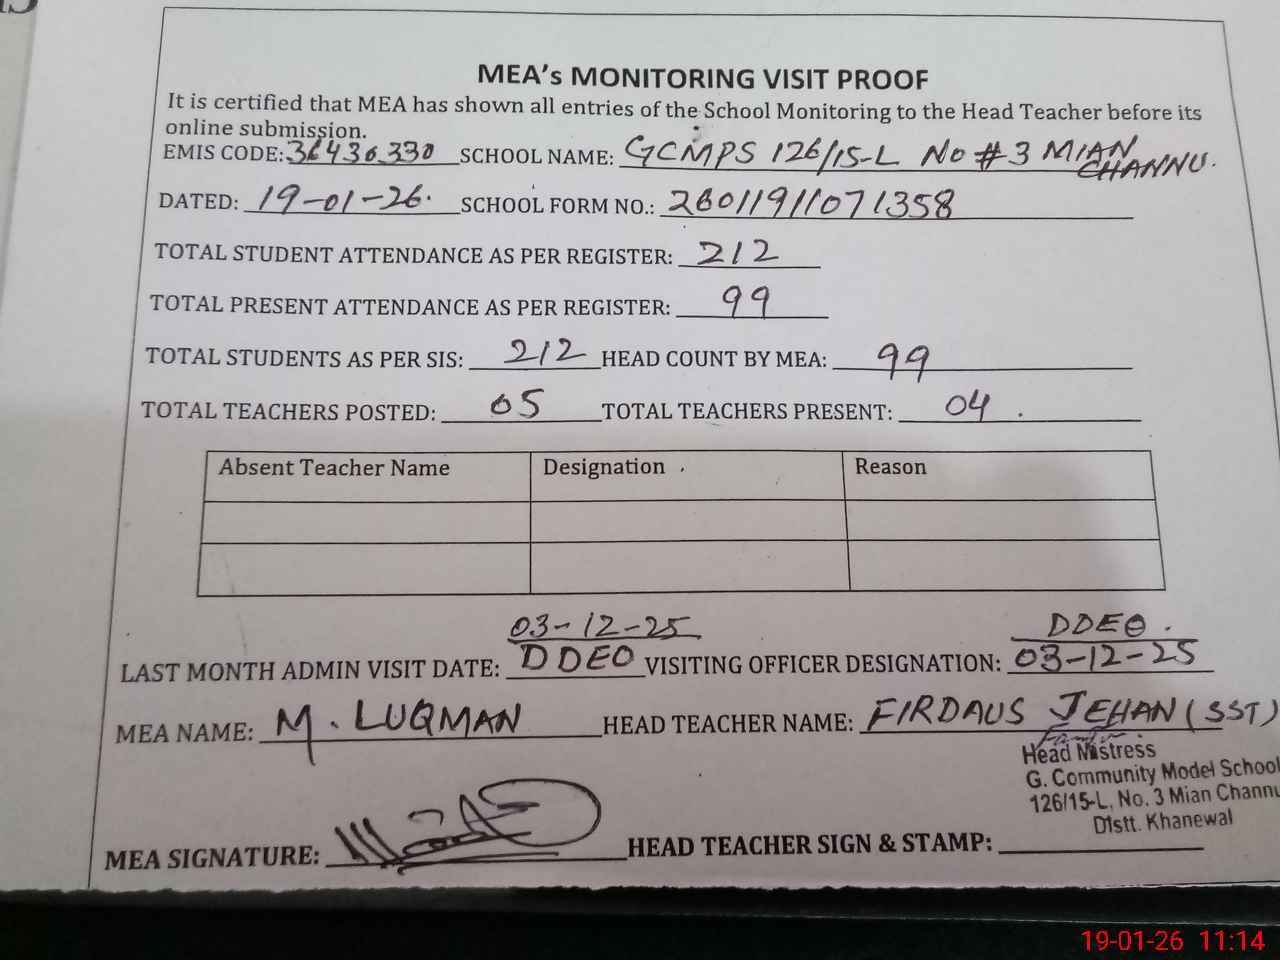 MEA's MONITORING VISIT PROOF
It is certified that MEA has shown all entries of the School Monitoring to the Head Teacher before its
online submission.
EMIS CODE: 36430330 SCHOOL NAME: GCMPS 126/15-L No # 3 MIAN CHANNU.
DATED: 19-01-26. SCHOOL FORM NO.: 26011911071358
TOTAL STUDENT ATTENDANCE AS PER REGISTER: 212
TOTAL PRESENT ATTENDANCE AS PER REGISTER: 99
TOTAL STUDENTS AS PER SIS: 212 HEAD COUNT BY MEA: 99
TOTAL TEACHERS POSTED: 05 TOTAL TEACHERS PRESENT: 04.
Absent Teacher Name Designation Reason
03-12-25 DDEO.
LAST MONTH ADMIN VISIT DATE: DDEO VISITING OFFICER DESIGNATION: 03-12-25
MEA NAME: M. LUQMAN HEAD TEACHER NAME: FIRDAUS JEHAN (SST)
Head Mistress
G. Community Model School
126/15-L, No. 3 Mian Channu
Distt. Khanewal
MEA SIGNATURE: HEAD TEACHER SIGN & STAMP:
19-01-26 11:14